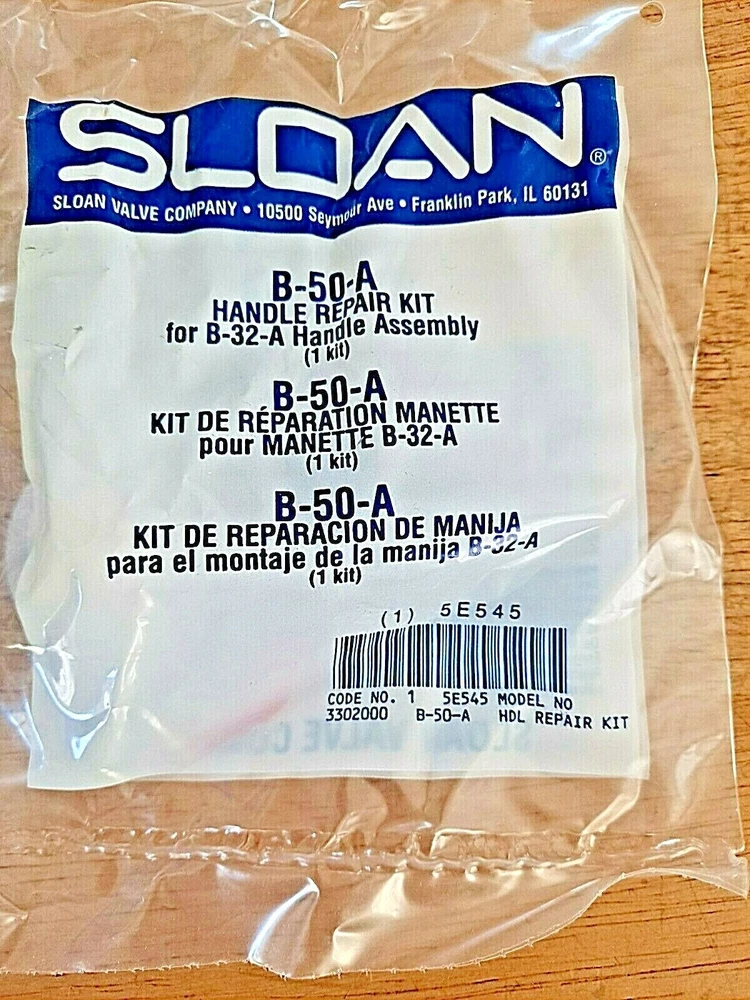 SLOAN®
SLOAN VALVE COMPANY • 10500 Seymour Ave • Franklin Park, IL 60131
B-50-A
HANDLE REPAIR KIT
for B-32-A Handle Assembly
(1 kit)
B-50-A
KIT DE RÉPARATION MANETTE
pour MANETTE B-32-A
(1 kit)
B-50-A
KIT DE REPARACION DE MANIJA
para el montaje de la manija B-32-A
(1 kit)
(1) 5E545
CODE NO. 1 5E545 MODEL NO
3302000 B-50-A HDL REPAIR KIT